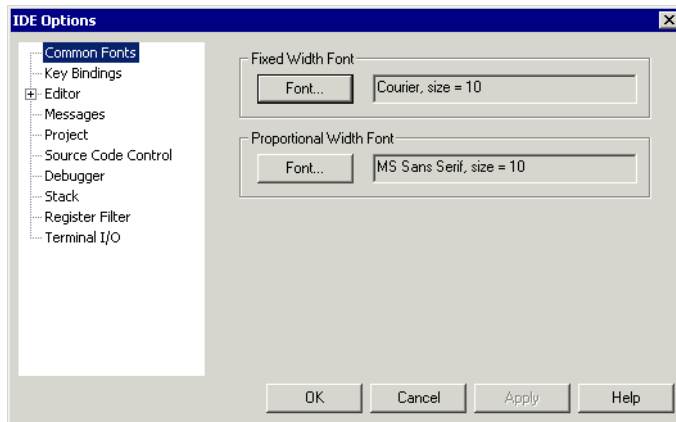 IDE Options
Common Fonts
Key Bindings
Editor
Messages
Project
Source Code Control
Debugger
Stack
Register Filter
Terminal I/O
Fixed Width Font
Font...
Courier, size = 10
Proportional Width Font
Font...
MS Sans Serif, size = 10
OK
Cancel
Apply
Help